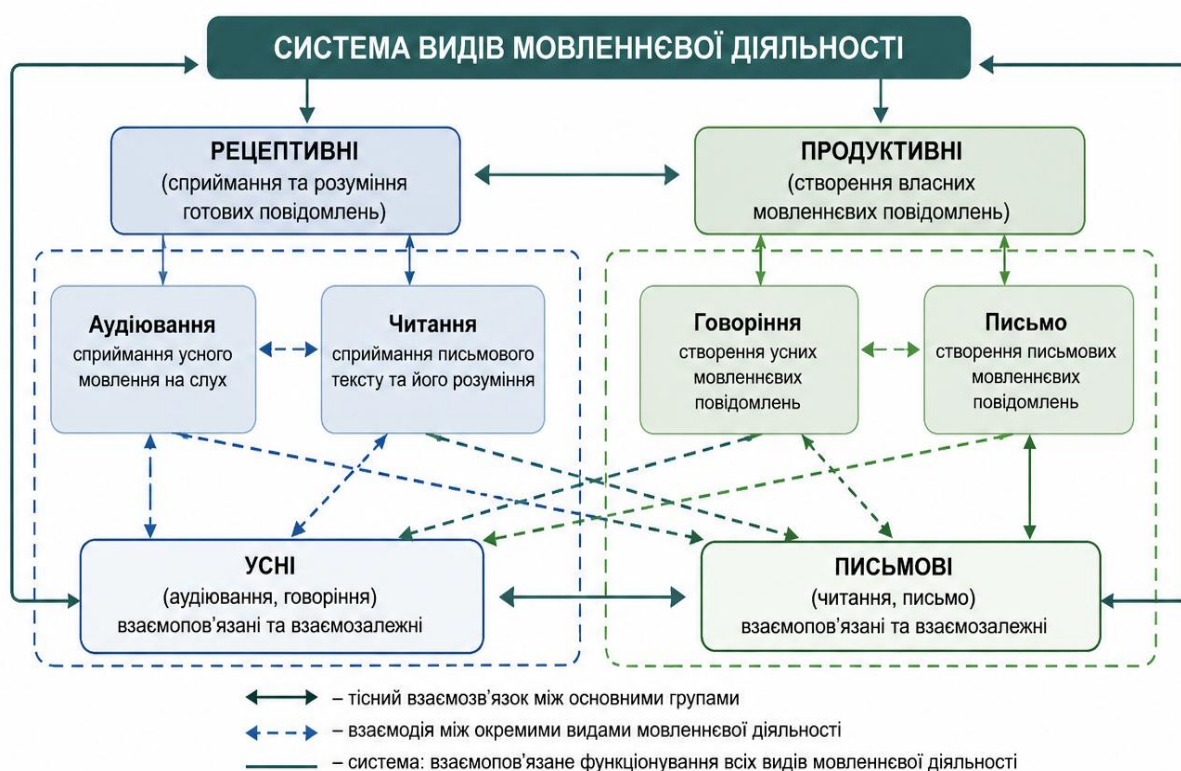 СИСТЕМА ВИДІВ МОВЛЕННЄВОЇ ДІЯЛЬНОСТІ
РЕЦЕПТИВНІ
(сприймання та розуміння
готових повідомлень)
ПРОДУКТИВНІ
(створення власних
мовленнєвих повідомлень)
Аудіювання
сприймання усного
мовлення на слух
Читання
сприймання письмового
тексту та його розуміння
Говоріння
створення усних
мовленнєвих
повідомлень
Письмо
створення письмових
мовленнєвих
повідомлень
УСНІ
(аудіювання, говоріння)
взаємопов’язані та взаємозалежні
ПИСЬМОВІ
(читання, письмо)
взаємопов’язані та взаємозалежні
– тісний взаємозв’язок між основними групами
– взаємодія між окремими видами мовленнєвої діяльності
– система: взаємопов’язане функціонування всіх видів мовленнєвої діяльності